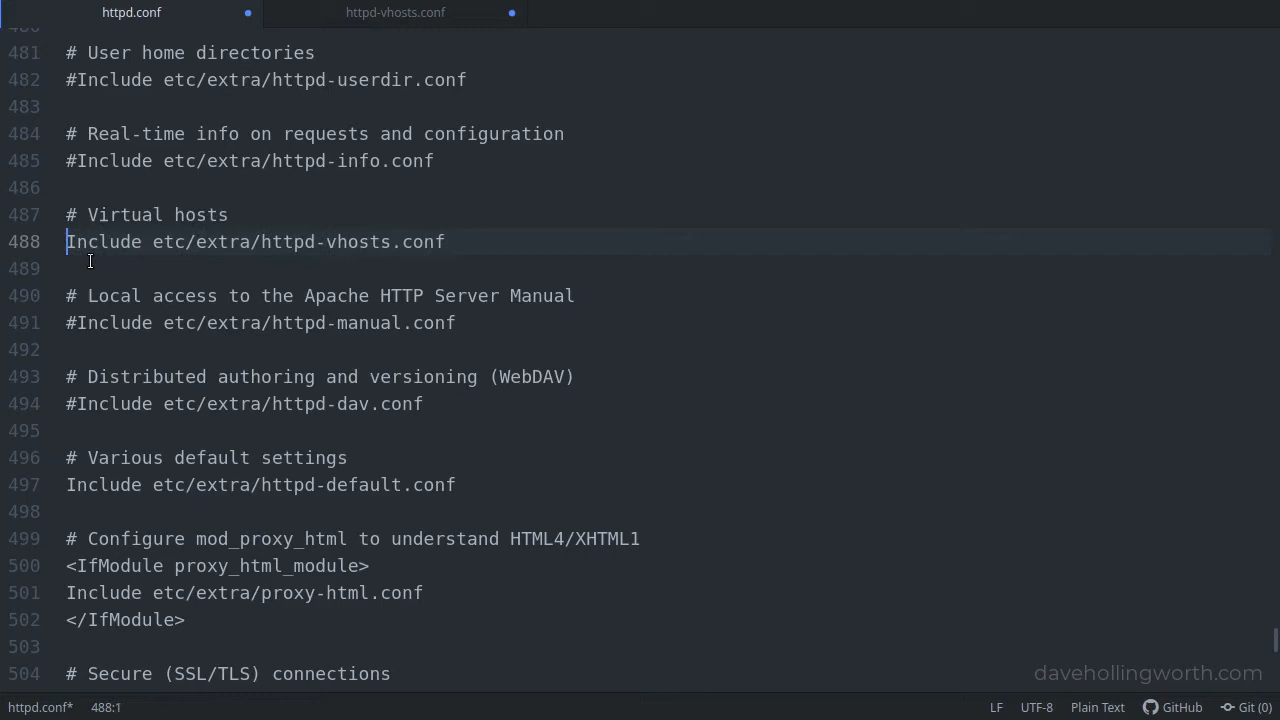 httpd.conf httpd-vhosts.conf
481 # User home directories
482 #Include etc/extra/httpd-userdir.conf
483
484 # Real-time info on requests and configuration
485 #Include etc/extra/httpd-info.conf
486
487 # Virtual hosts
488 Include etc/extra/httpd-vhosts.conf
489
490 # Local access to the Apache HTTP Server Manual
491 #Include etc/extra/httpd-manual.conf
492
493 # Distributed authoring and versioning (WebDAV)
494 #Include etc/extra/httpd-dav.conf
495
496 # Various default settings
497 Include etc/extra/httpd-default.conf
498
499 # Configure mod_proxy_html to understand HTML4/XHTML1
500 <IfModule proxy_html_module>
501 Include etc/extra/proxy-html.conf
502 </IfModule>
503
504 # Secure (SSL/TLS) connections
davehollingworth.com
httpd.conf* 488:1 LF UTF-8 Plain Text GitHub Git (0)